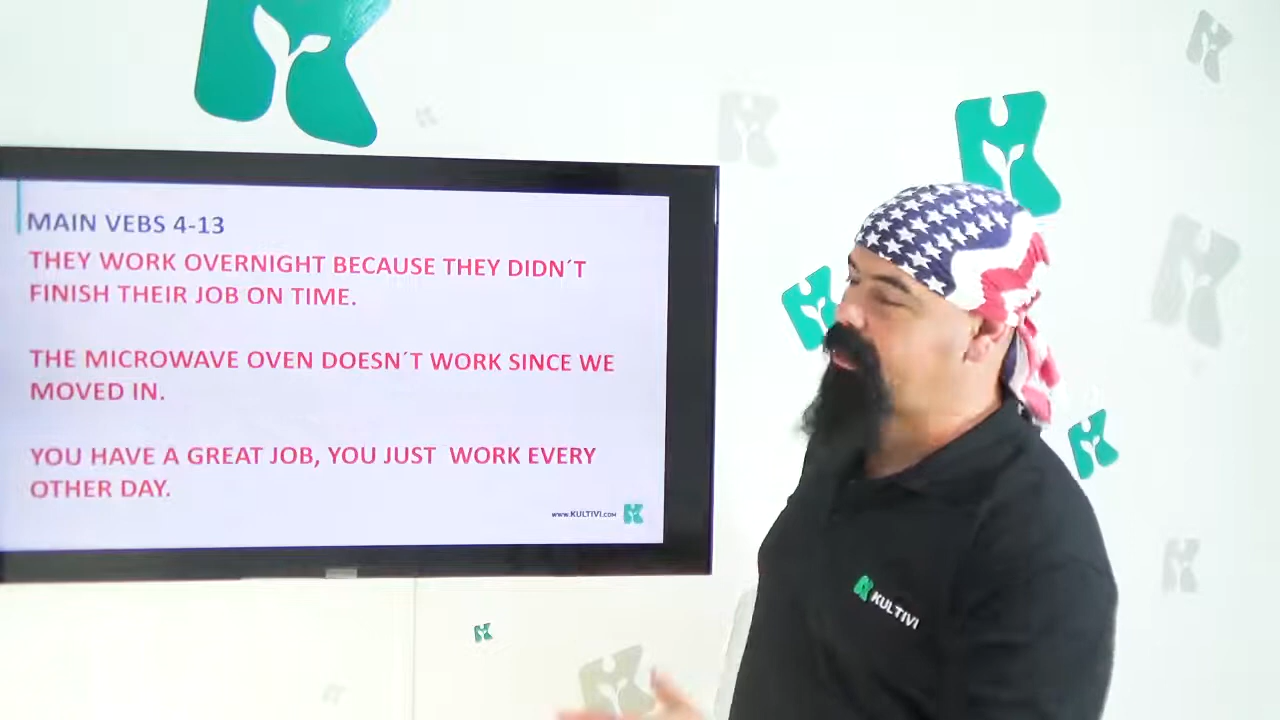 MAIN VEBS 4-13
THEY WORK OVERNIGHT BECAUSE THEY DIDN´T
FINISH THEIR JOB ON TIME.
THE MICROWAVE OVEN DOESN´T WORK SINCE WE
MOVED IN.
YOU HAVE A GREAT JOB, YOU JUST WORK EVERY
OTHER DAY.
WWW.KULTIVI.COM
KULTIVI